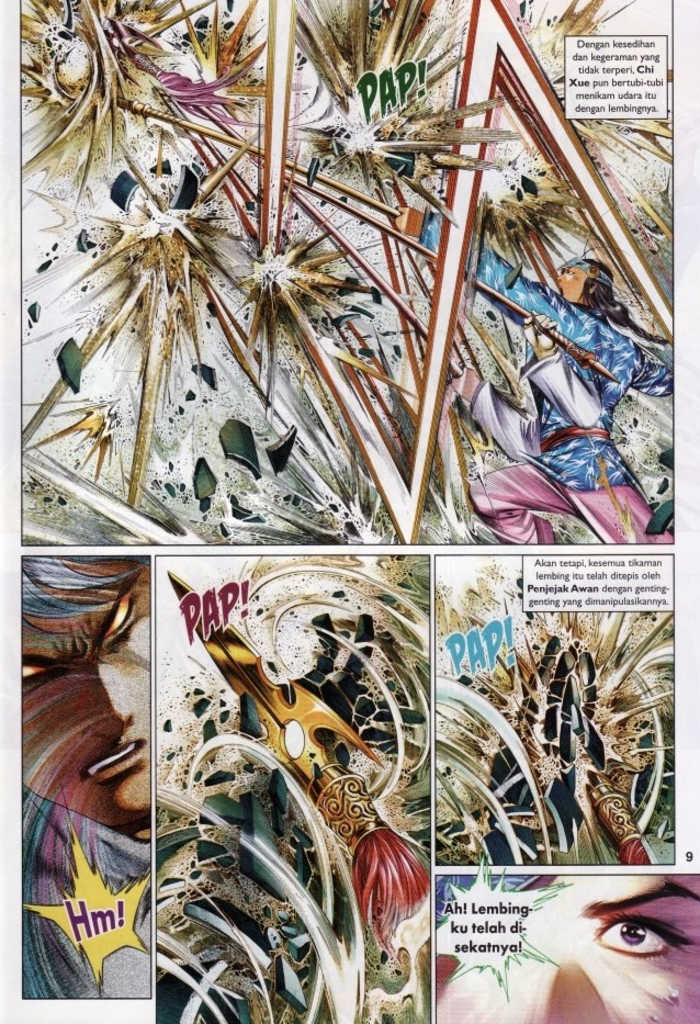 Dengan kesedihan
dan kegeraman yang
tidak terperi, Chi
Xue pun bertubi-tubi
menikam udara itu
dengan lembingnya.
PAP!
PAP!
Akan tetapi, kesemua tikaman
lembing itu telah ditepis oleh
Penjejak Awan dengan genting-
genting yang dimanipulasikannya.
PAP!
Hm!
9
Ah! Lembing-
ku telah di-
sekatnya!